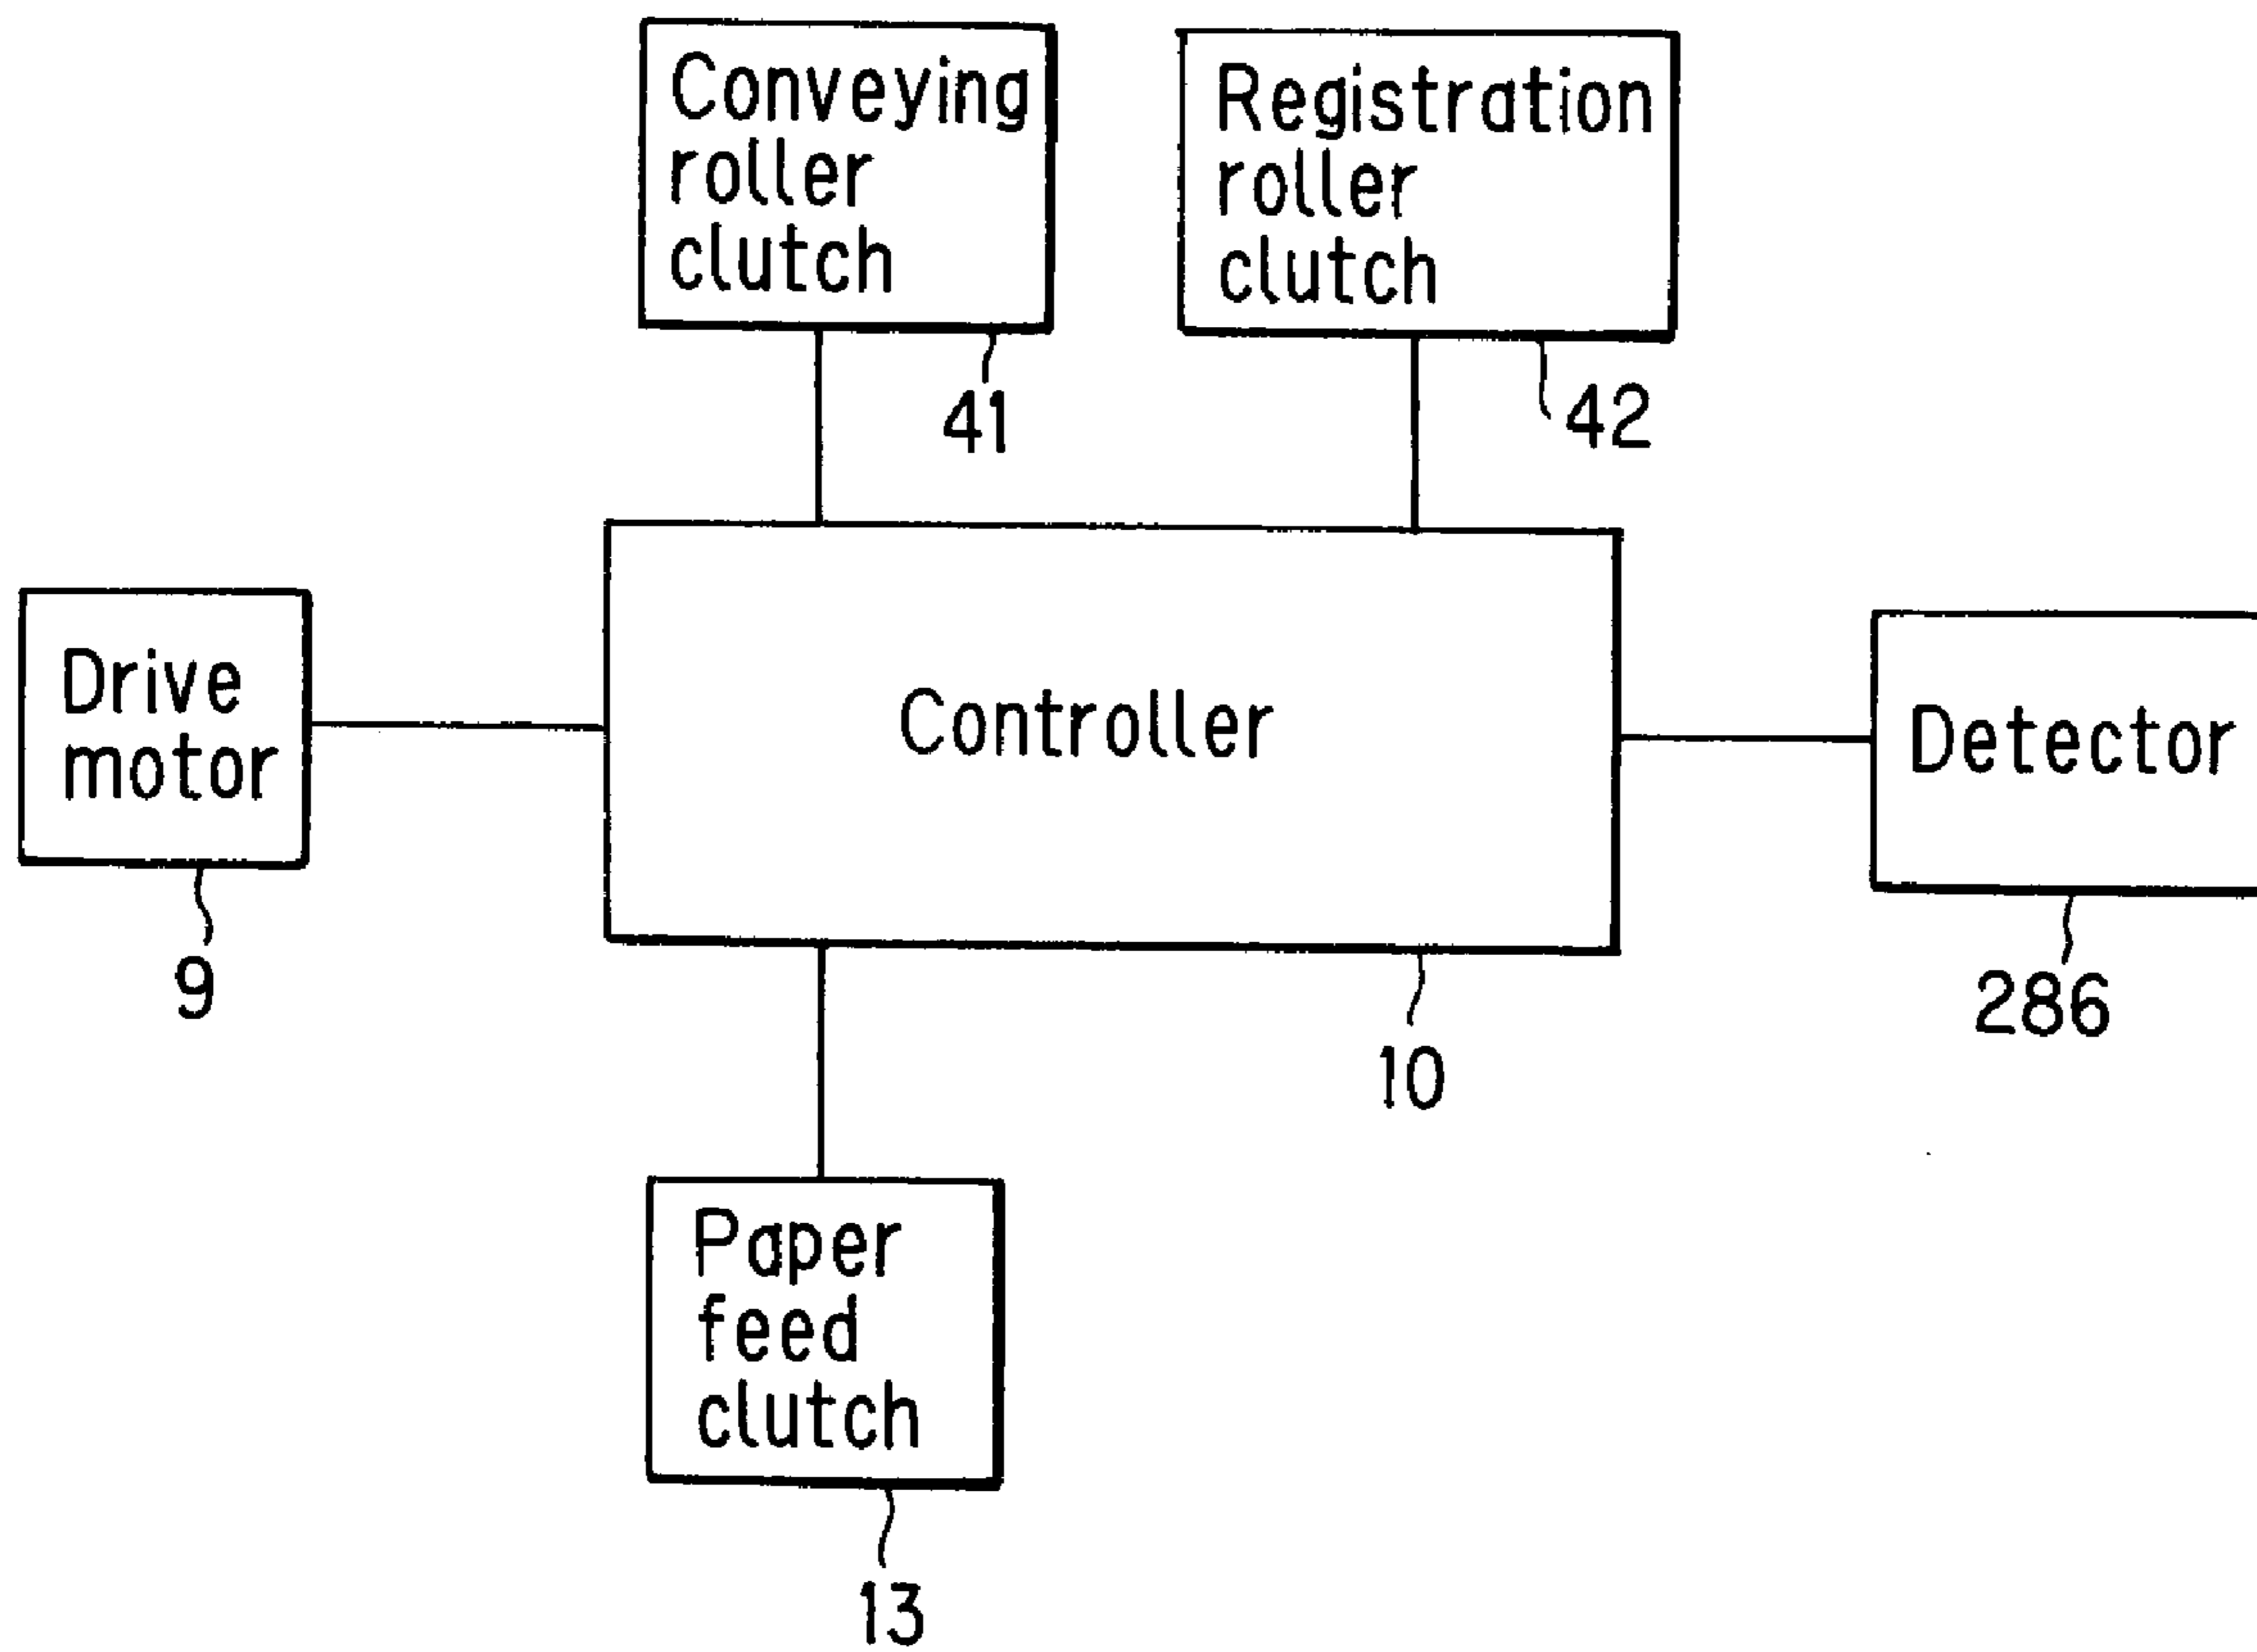 Conveying
roller
clutch
41
Registration
roller
clutch
42
Drive
motor
9
Controller
10
Detector
286
Paper
feed
clutch
13